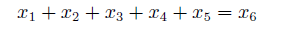 x₁ + x₂ + x₃ + x₄ + x₅ = x₆